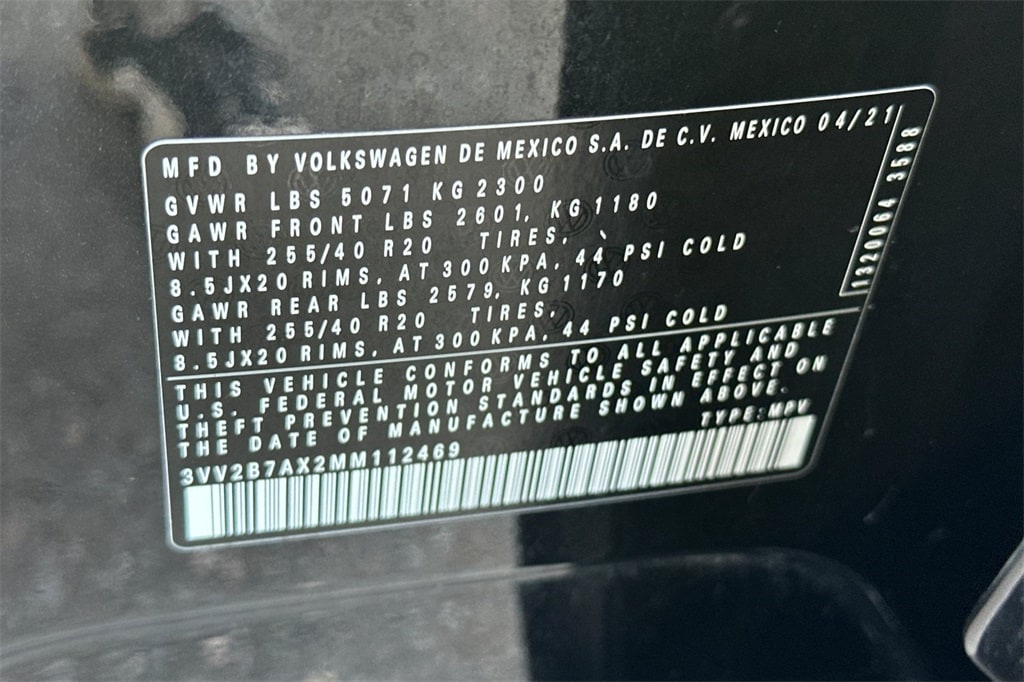 MFD BY VOLKSWAGEN DE MEXICO S.A. DE C.V. MEXICO 04/21
GVWR LBS 5071 KG 2300
GAWR FRONT LBS 2601, KG 1180
WITH 255/40 R20 TIRES,
8.5JX20 RIMS, AT 300 KPA, 44 PSI COLD
GAWR REAR LBS 2579, KG 1170
WITH 255/40 R20 TIRES,
8.5JX20 RIMS, AT 300 KPA, 44 PSI COLD
1320064 3588
THIS VEHICLE CONFORMS TO ALL APPLICABLE
U.S. FEDERAL MOTOR VEHICLE SAFETY AND
THEFT PREVENTION STANDARDS IN EFFECT ON
THE DATE OF MANUFACTURE SHOWN ABOVE.
TYPE: MPV
3VV2B7AX2MM112469